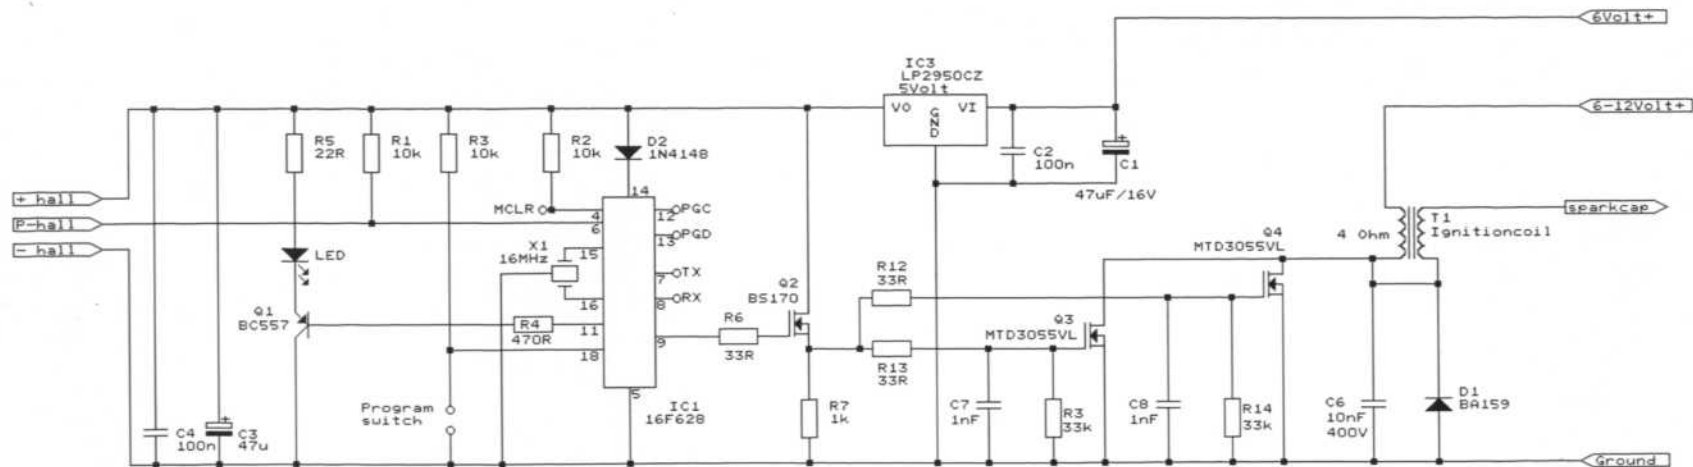 6Volt+
IC3
LP2950CZ
5Volt
VO
GND
VI
6-12Volt+
R5
22R
R1
10k
R3
10k
R2
10k
D2
1N4148
C2
100n
+
C1
47uF/16V
+ hall
P-hall
- hall
MCLR
14
4
6
12
PGC
13
PGD
X1
16MHz
15
7
TX
16
8
RX
LED
Q1
BC557
R4
470R
11
9
18
5
IC1
16F628
R6
33R
Q2
BS170
R12
33R
R13
33R
Q3
MTD3055VL
Q4
MTD3055VL
4 Ohm
T1
Ignitioncoil
sparkcap
Program
switch
C4
100n
+
C3
47u
R7
1k
C7
1nF
R3
33k
C8
1nF
R14
33k
C6
10nF
400V
D1
BA159
Ground